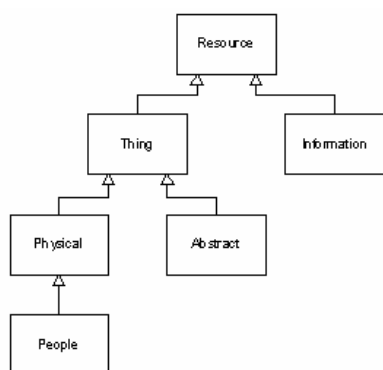 Resource
Thing
Information
Physical
Abstract
People